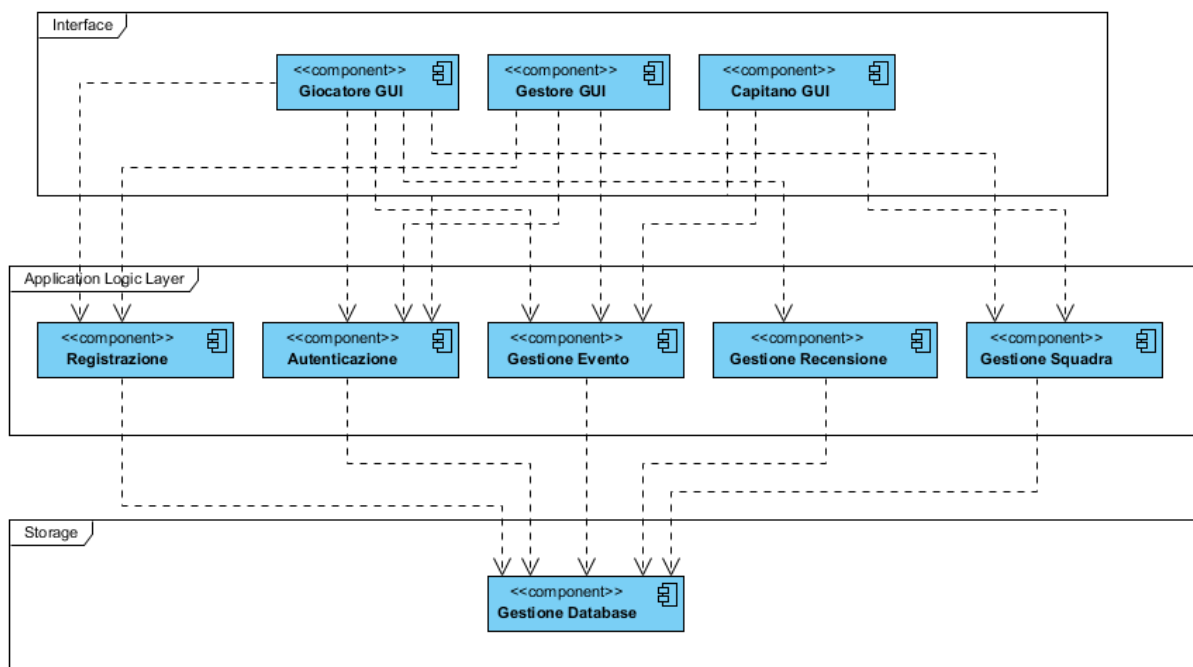 Interface
<<component>>
Giocatore GUI
<<component>>
Gestore GUI
<<component>>
Capitano GUI
Application Logic Layer
<<component>>
Registrazione
<<component>>
Autenticazione
<<component>>
Gestione Evento
<<component>>
Gestione Recensione
<<component>>
Gestione Squadra
Storage
<<component>>
Gestione Database